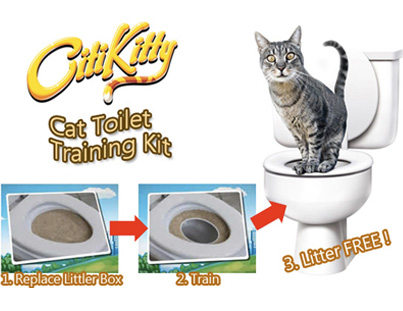 CitiKitty
Cat Toilet
Training Kit
1. Replace Littler Box
2. Train
3. Litter FREE !